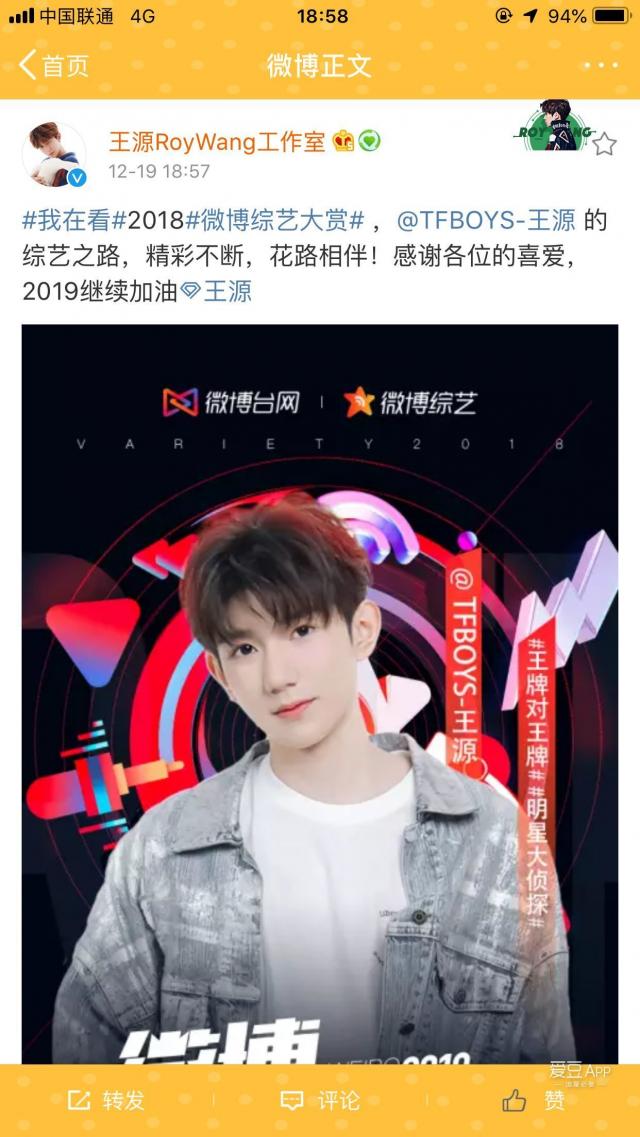 中国联通 4G 18:58 94%
首页 微博正文
王源RoyWang工作室
12-19 18:57
#我在看#2018#微博综艺大赏# ，@TFBOYS-王源 的
综艺之路，精彩不断，花路相伴！感谢各位的喜爱，
2019继续加油王源
微博台网 | 微博综艺
VARIETY2018
@TFBOYS-王源
#王牌对王牌##明星大侦探#
微博
爱豆App
转发 评论 赞